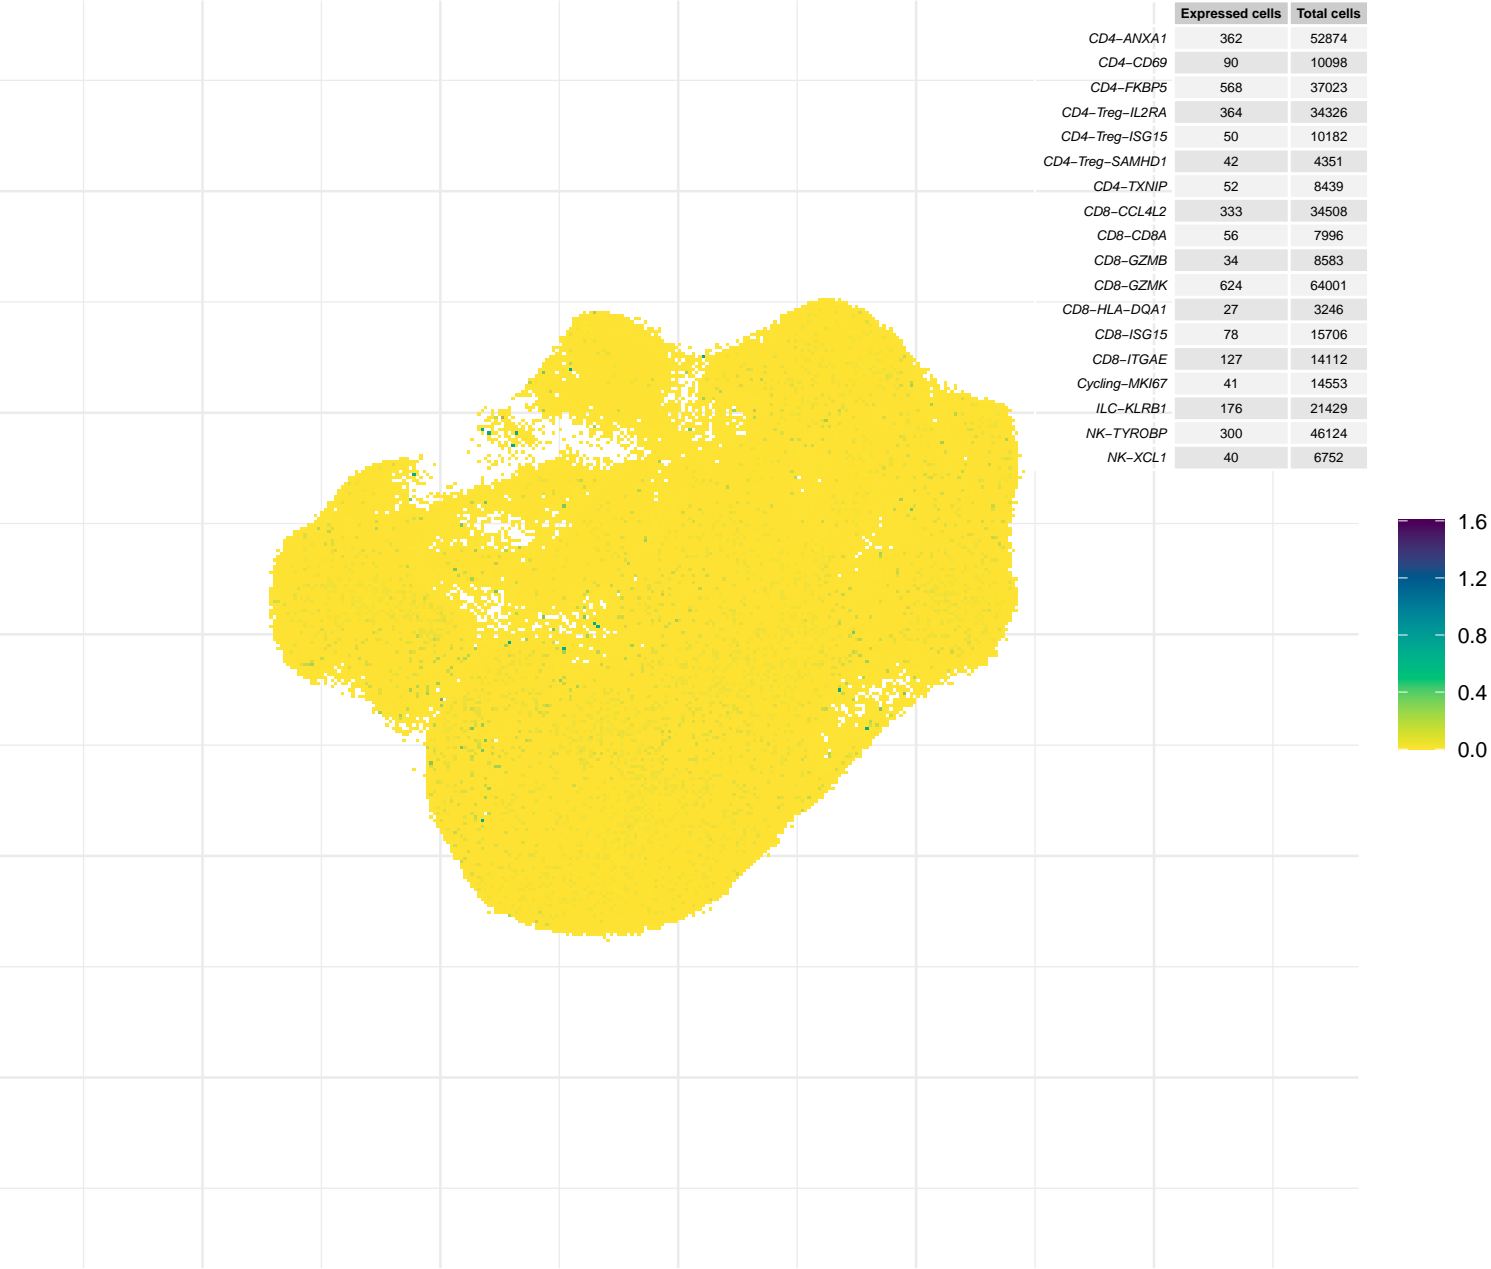 Expressed cells Total cells
CD4−ANXA1 362 52874
CD4−CD69 90 10098
CD4−FKBP5 568 37023
CD4−Treg−IL2RA 364 34326
CD4−Treg−ISG15 50 10182
CD4−Treg−SAMHD1 42 4351
CD4−TXNIP 52 8439
CD8−CCL4L2 333 34508
CD8−CD8A 56 7996
CD8−GZMB 34 8583
CD8−GZMK 624 64001
CD8−HLA−DQA1 27 3246
CD8−ISG15 78 15706
CD8−ITGAE 127 14112
Cycling−MKI67 41 14553
ILC−KLRB1 176 21429
NK−TYROBP 300 46124
NK−XCL1 40 6752
1.6
1.2
0.8
0.4
0.0